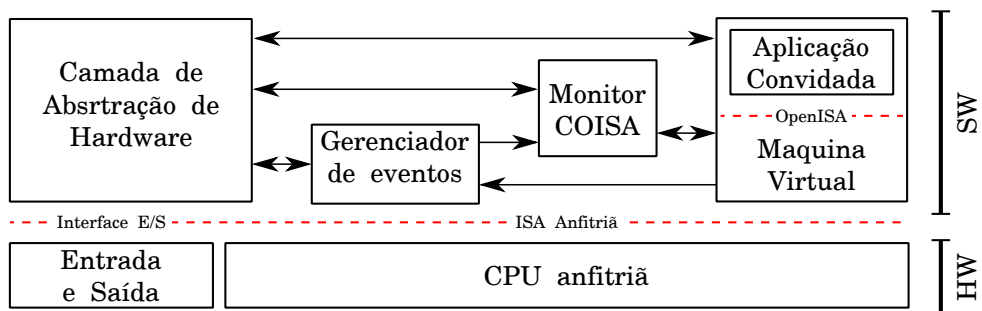 Camada de
Absrtração de
Hardware
Gerenciador
de eventos
Monitor
COISA
Aplicação
Convidada
OpenISA
Maquina
Virtual
SW
Interface E/S
ISA Anfitriã
Entrada
e Saída
CPU anfitriã
HW